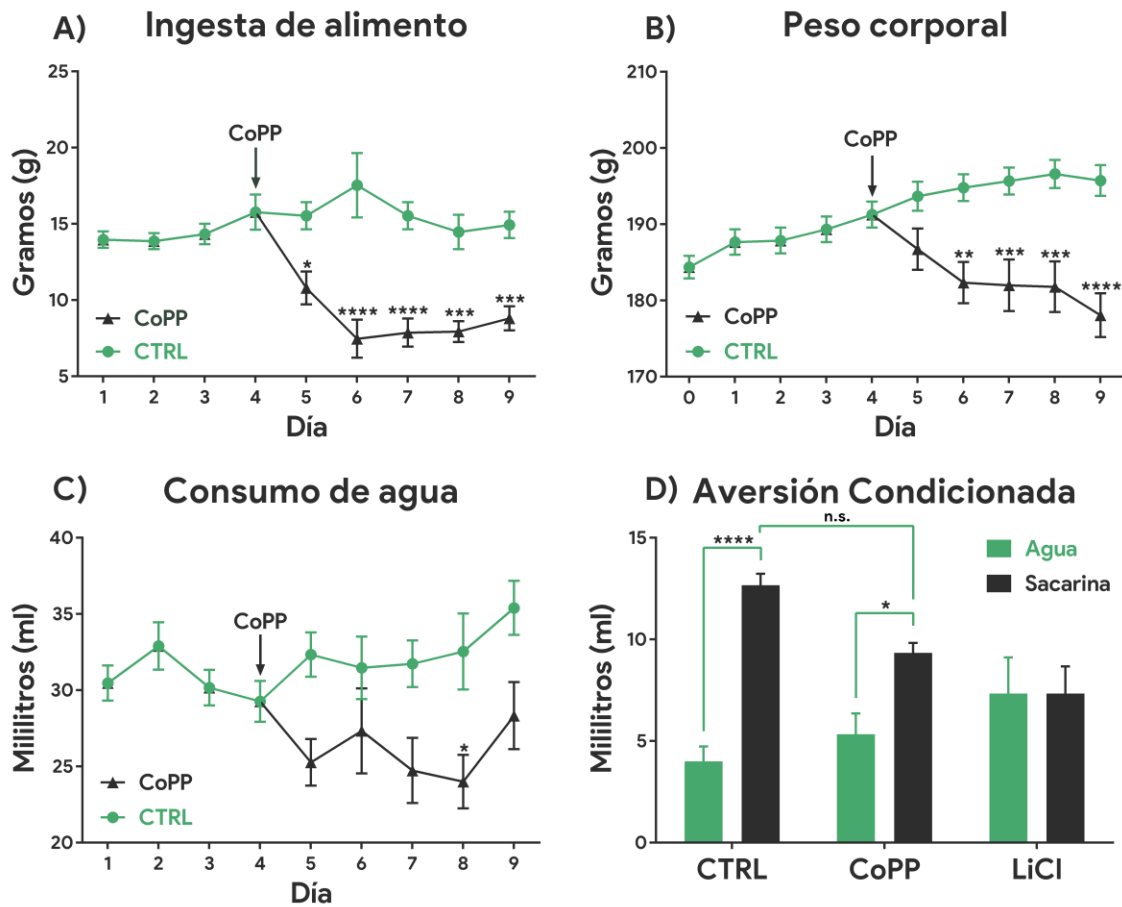 A) Ingesta de alimento
25
20
15
10
5
Gramos (g)
CoPP
*
****
****
***
***
CoPP
CTRL
1 2 3 4 5 6 7 8 9
Día
B) Peso corporal
210
200
190
180
170
Gramos (g)
CoPP
**
***
***
****
CoPP
CTRL
0 1 2 3 4 5 6 7 8 9
Día
C) Consumo de agua
40
35
30
25
20
Mililitros (ml)
CoPP
*
CoPP
CTRL
1 2 3 4 5 6 7 8 9
Día
D) Aversión Condicionada
15
10
5
0
Mililitros (ml)
n.s.
****
*
Agua
Sacarina
CTRL CoPP LiCl